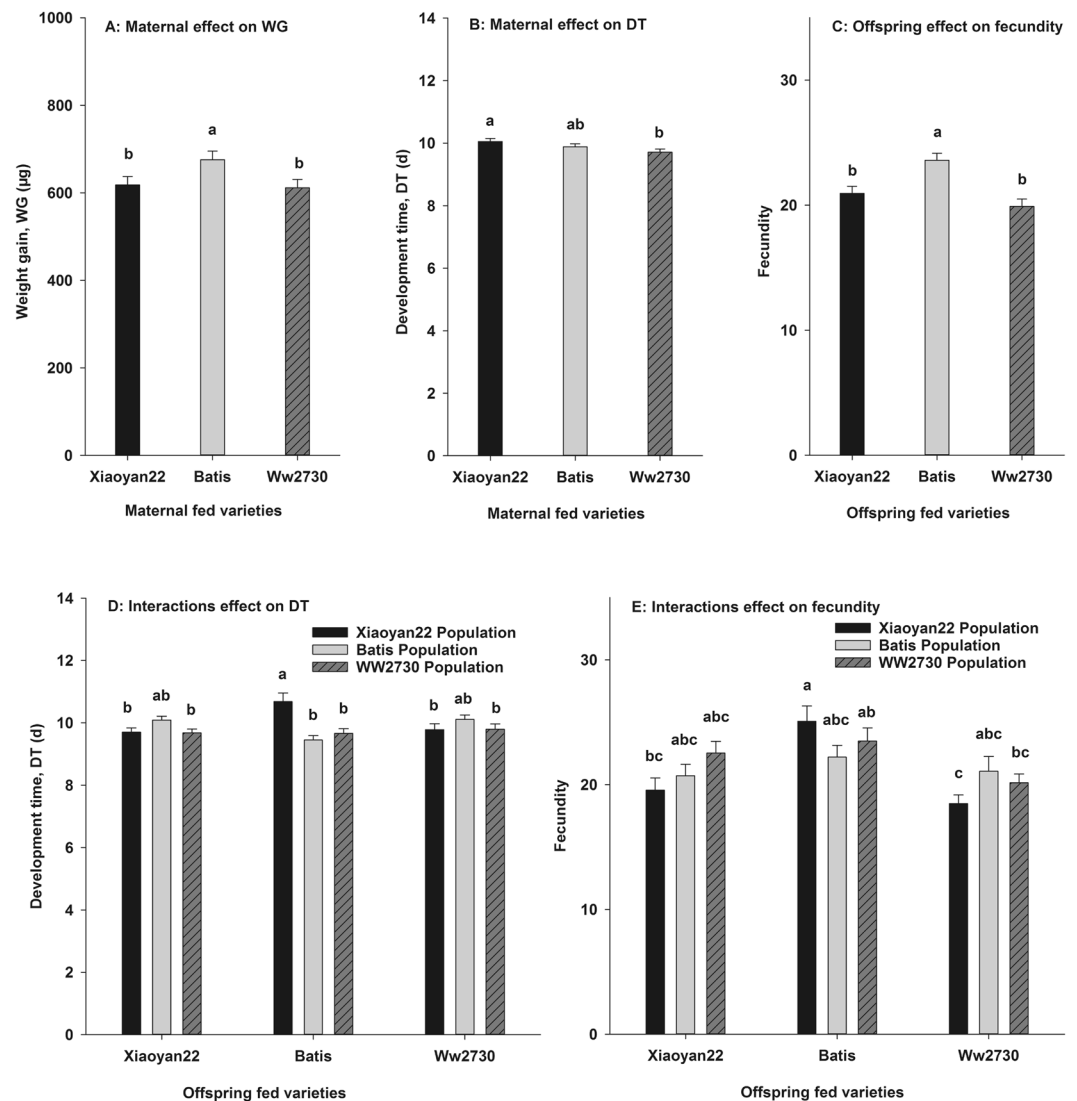 A: Maternal effect on WG
1000
800
600
400
200
0
Weight gain, WG (µg)
b
a
b
Xiaoyan22 Batis Ww2730
Maternal fed varieties
B: Maternal effect on DT
14
12
10
8
6
4
2
0
Development time, DT (d)
a
ab
b
Xiaoyan22 Batis Ww2730
Maternal fed varieties
C: Offspring effect on fecundity
30
20
10
0
Fecundity
b
a
b
Xiaoyan22 Batis Ww2730
Offspring fed varieties
D: Interactions effect on DT
Xiaoyan22 Population
Batis Population
WW2730 Population
14
12
10
8
6
4
2
0
Development time, DT (d)
b ab b
a b b
b ab b
Xiaoyan22 Batis Ww2730
Offspring fed varieties
E: Interactions effect on fecundity
Xiaoyan22 Population
Batis Population
WW2730 Population
30
20
10
0
Fecundity
bc abc abc
a abc ab
c abc bc
Xiaoyan22 Batis Ww2730
Offspring fed varieties